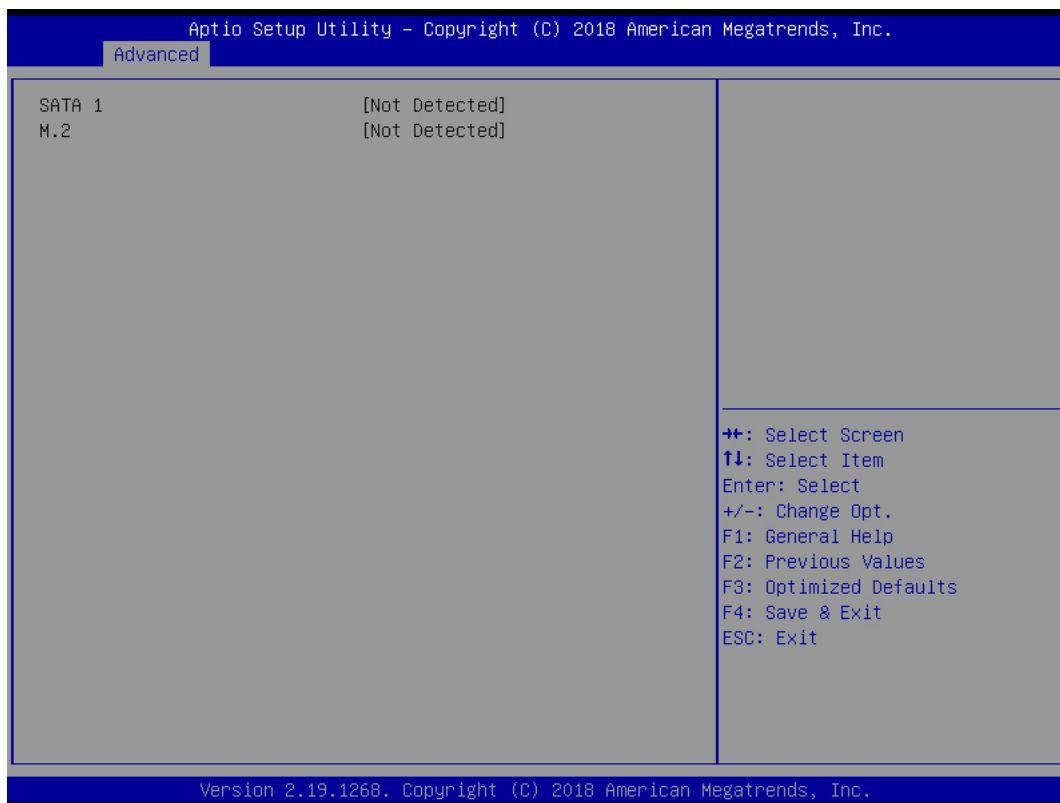 Aptio Setup Utility – Copyright (C) 2018 American Megatrends, Inc.
Advanced
SATA 1 [Not Detected]
M.2 [Not Detected]
→←: Select Screen
↑↓: Select Item
Enter: Select
+/-: Change Opt.
F1: General Help
F2: Previous Values
F3: Optimized Defaults
F4: Save & Exit
ESC: Exit
Version 2.19.1268. Copyright (C) 2018 American Megatrends, Inc.